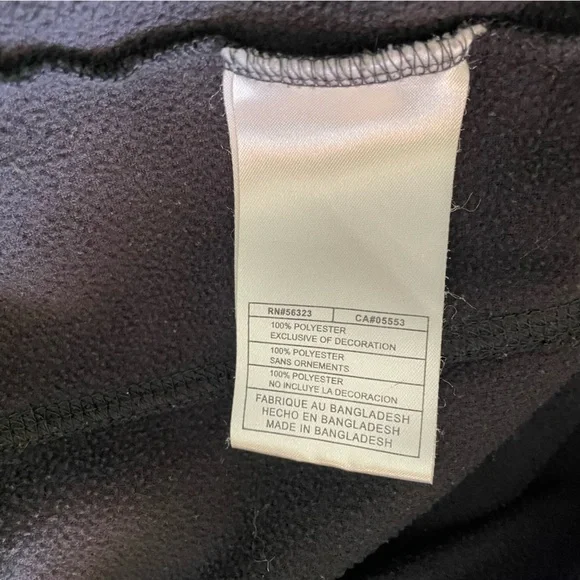 RN#56323 CA#05553
100% POLYESTER
EXCLUSIVE OF DECORATION
100% POLYESTER
SANS ORNEMENTS
100% POLYESTER
NO INCLUYE LA DECORACION
FABRIQUE AU BANGLADESH
HECHO EN BANGLADESH
MADE IN BANGLADESH